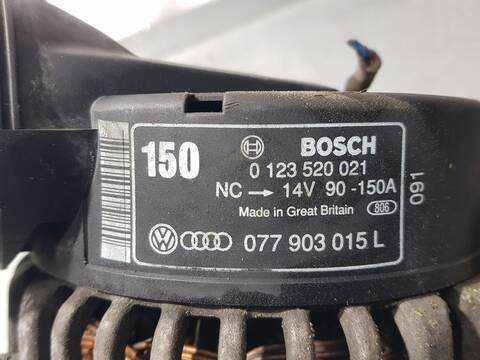 150
BOSCH
0 123 520 021
NC → 14V 90 -150A
Made in Great Britain 806
077 903 015 L
091